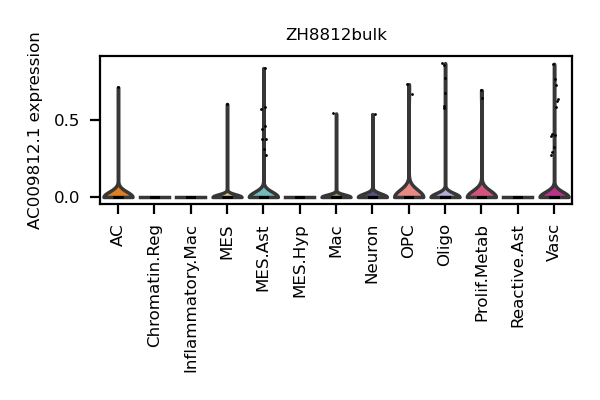 ZH8812bulk
AC009812.1 expression
0.5
0.0
AC
Chromatin.Reg
Inflammatory.Mac
MES
MES.Ast
MES.Hyp
Mac
Neuron
OPC
Oligo
Prolif.Metab
Reactive.Ast
Vasc